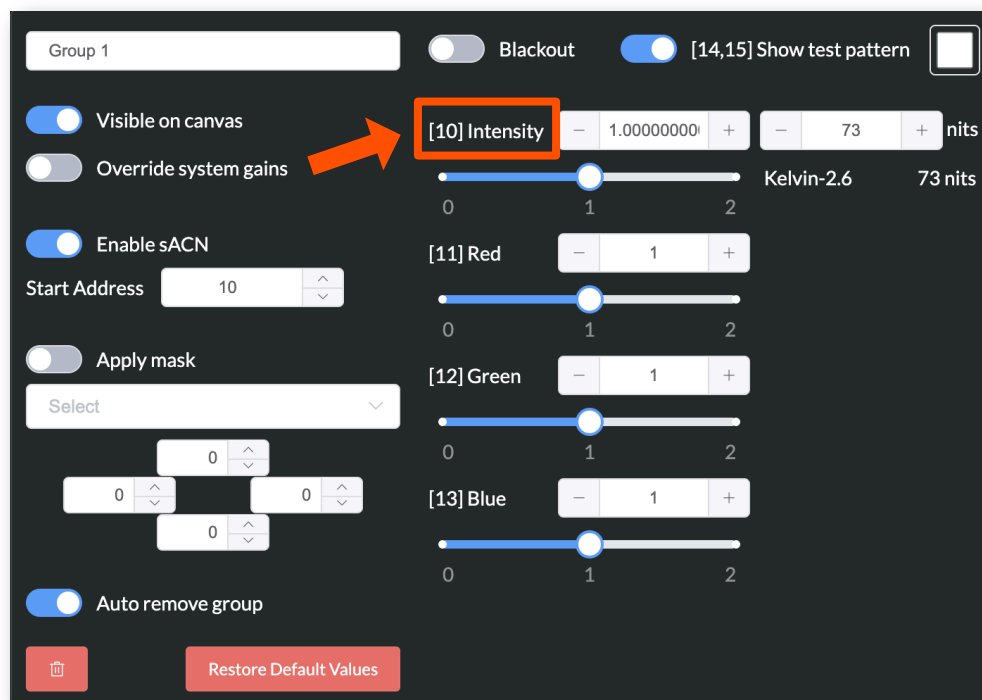 Group 1
Blackout
[14,15] Show test pattern
Visible on canvas
Override system gains
[10] Intensity
− 1.00000000 +
− 73 + nits
Kelvin-2.6 73 nits
0 1 2
Enable sACN
Start Address 10
[11] Red
− 1 +
0 1 2
Apply mask
Select
0
0 0
0
[12] Green
− 1 +
0 1 2
[13] Blue
− 1 +
0 1 2
Auto remove group
Restore Default Values